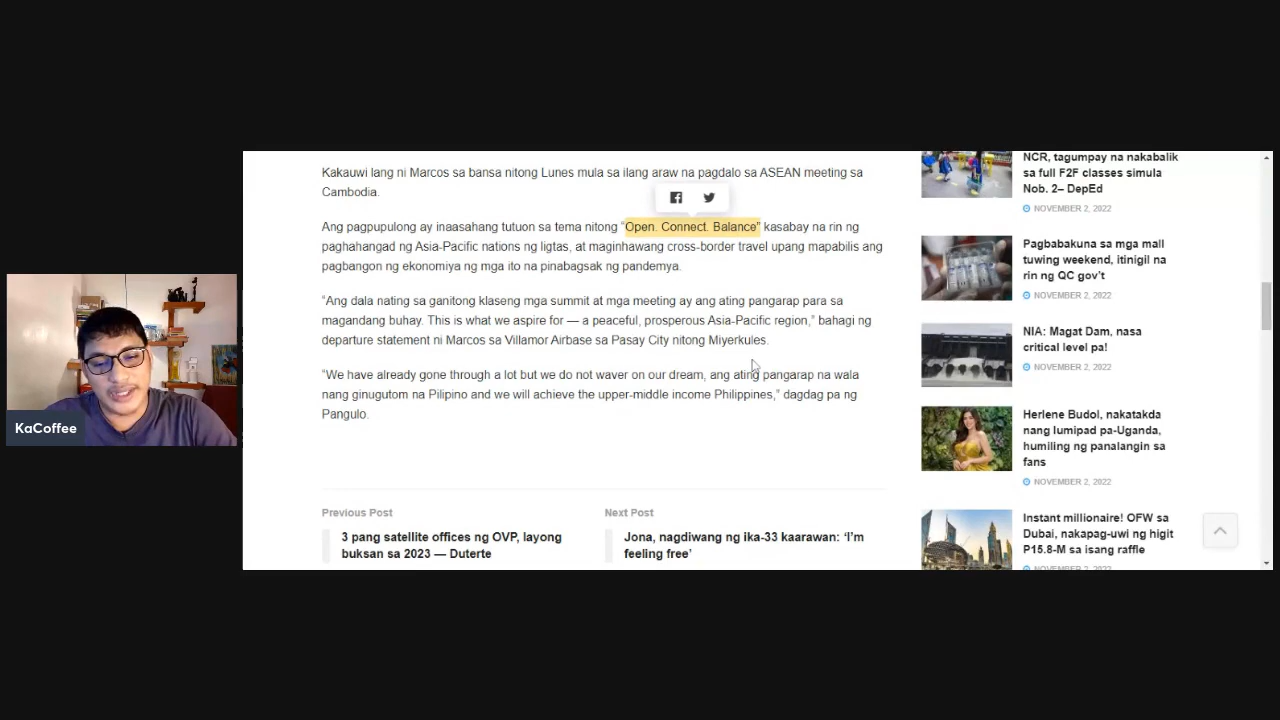 Kakauwi lang ni Marcos sa bansa nitong Lunes mula sa ilang araw na pagdalo sa ASEAN meeting sa
Cambodia.
Ang pagpupulong ay inaasahang tutuon sa tema nitong “Open. Connect. Balance” kasabay na rin ng
paghahangad ng Asia-Pacific nations ng ligtas, at maginhawang cross-border travel upang mapabilis ang
pagbangon ng ekonomiya ng mga ito na pinabagsak ng pandemya.
“Ang dala nating sa ganitong klaseng mga summit at mga meeting ay ang ating pangarap para sa
magandang buhay. This is what we aspire for — a peaceful, prosperous Asia-Pacific region,” bahagi ng
departure statement ni Marcos sa Villamor Airbase sa Pasay City nitong Miyerkules.
“We have already gone through a lot but we do not waver on our dream, ang ating pangarap na wala
nang ginugutom na Pilipino and we will achieve the upper-middle income Philippines,” dagdag pa ng
Pangulo.
Previous Post
3 pang satellite offices ng OVP, layong
buksan sa 2023 — Duterte
Next Post
Jona, nagdiwang ng ika-33 kaarawan: ‘I’m
feeling free’
NCR, tagumpay na nakabalik
sa full F2F classes simula
Nob. 2– DepEd
NOVEMBER 2, 2022
Pagbabakuna sa mga mall
tuwing weekend, itinigil na
rin ng QC gov’t
NOVEMBER 2, 2022
NIA: Magat Dam, nasa
critical level pa!
NOVEMBER 2, 2022
Herlene Budol, nakatakda
nang lumipad pa-Uganda,
humiling ng panalangin sa
fans
NOVEMBER 2, 2022
Instant millionaire! OFW sa
Dubai, nakapag-uwi ng higit
P15.8-M sa isang raffle
NOVEMBER 2, 2022
KaCoffee